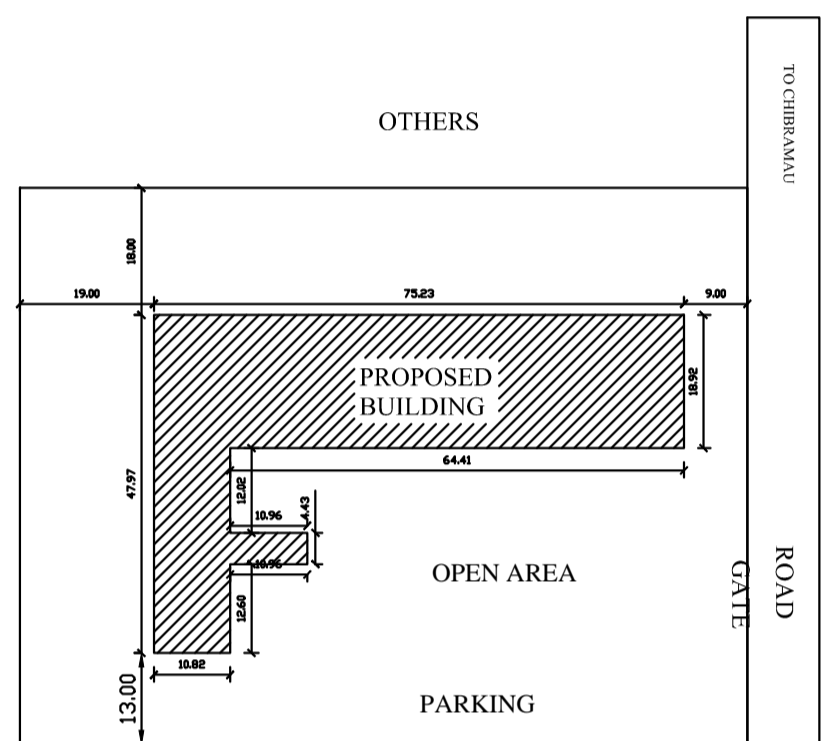 TO CHIBRAMAU
OTHERS
18.00
19.00
75.23
9.00
PROPOSED
BUILDING
18.92
64.41
47.97
12.02
10.96
4.43
10.96
12.60
OPEN AREA
GATE
ROAD
10.82
13.00
PARKING